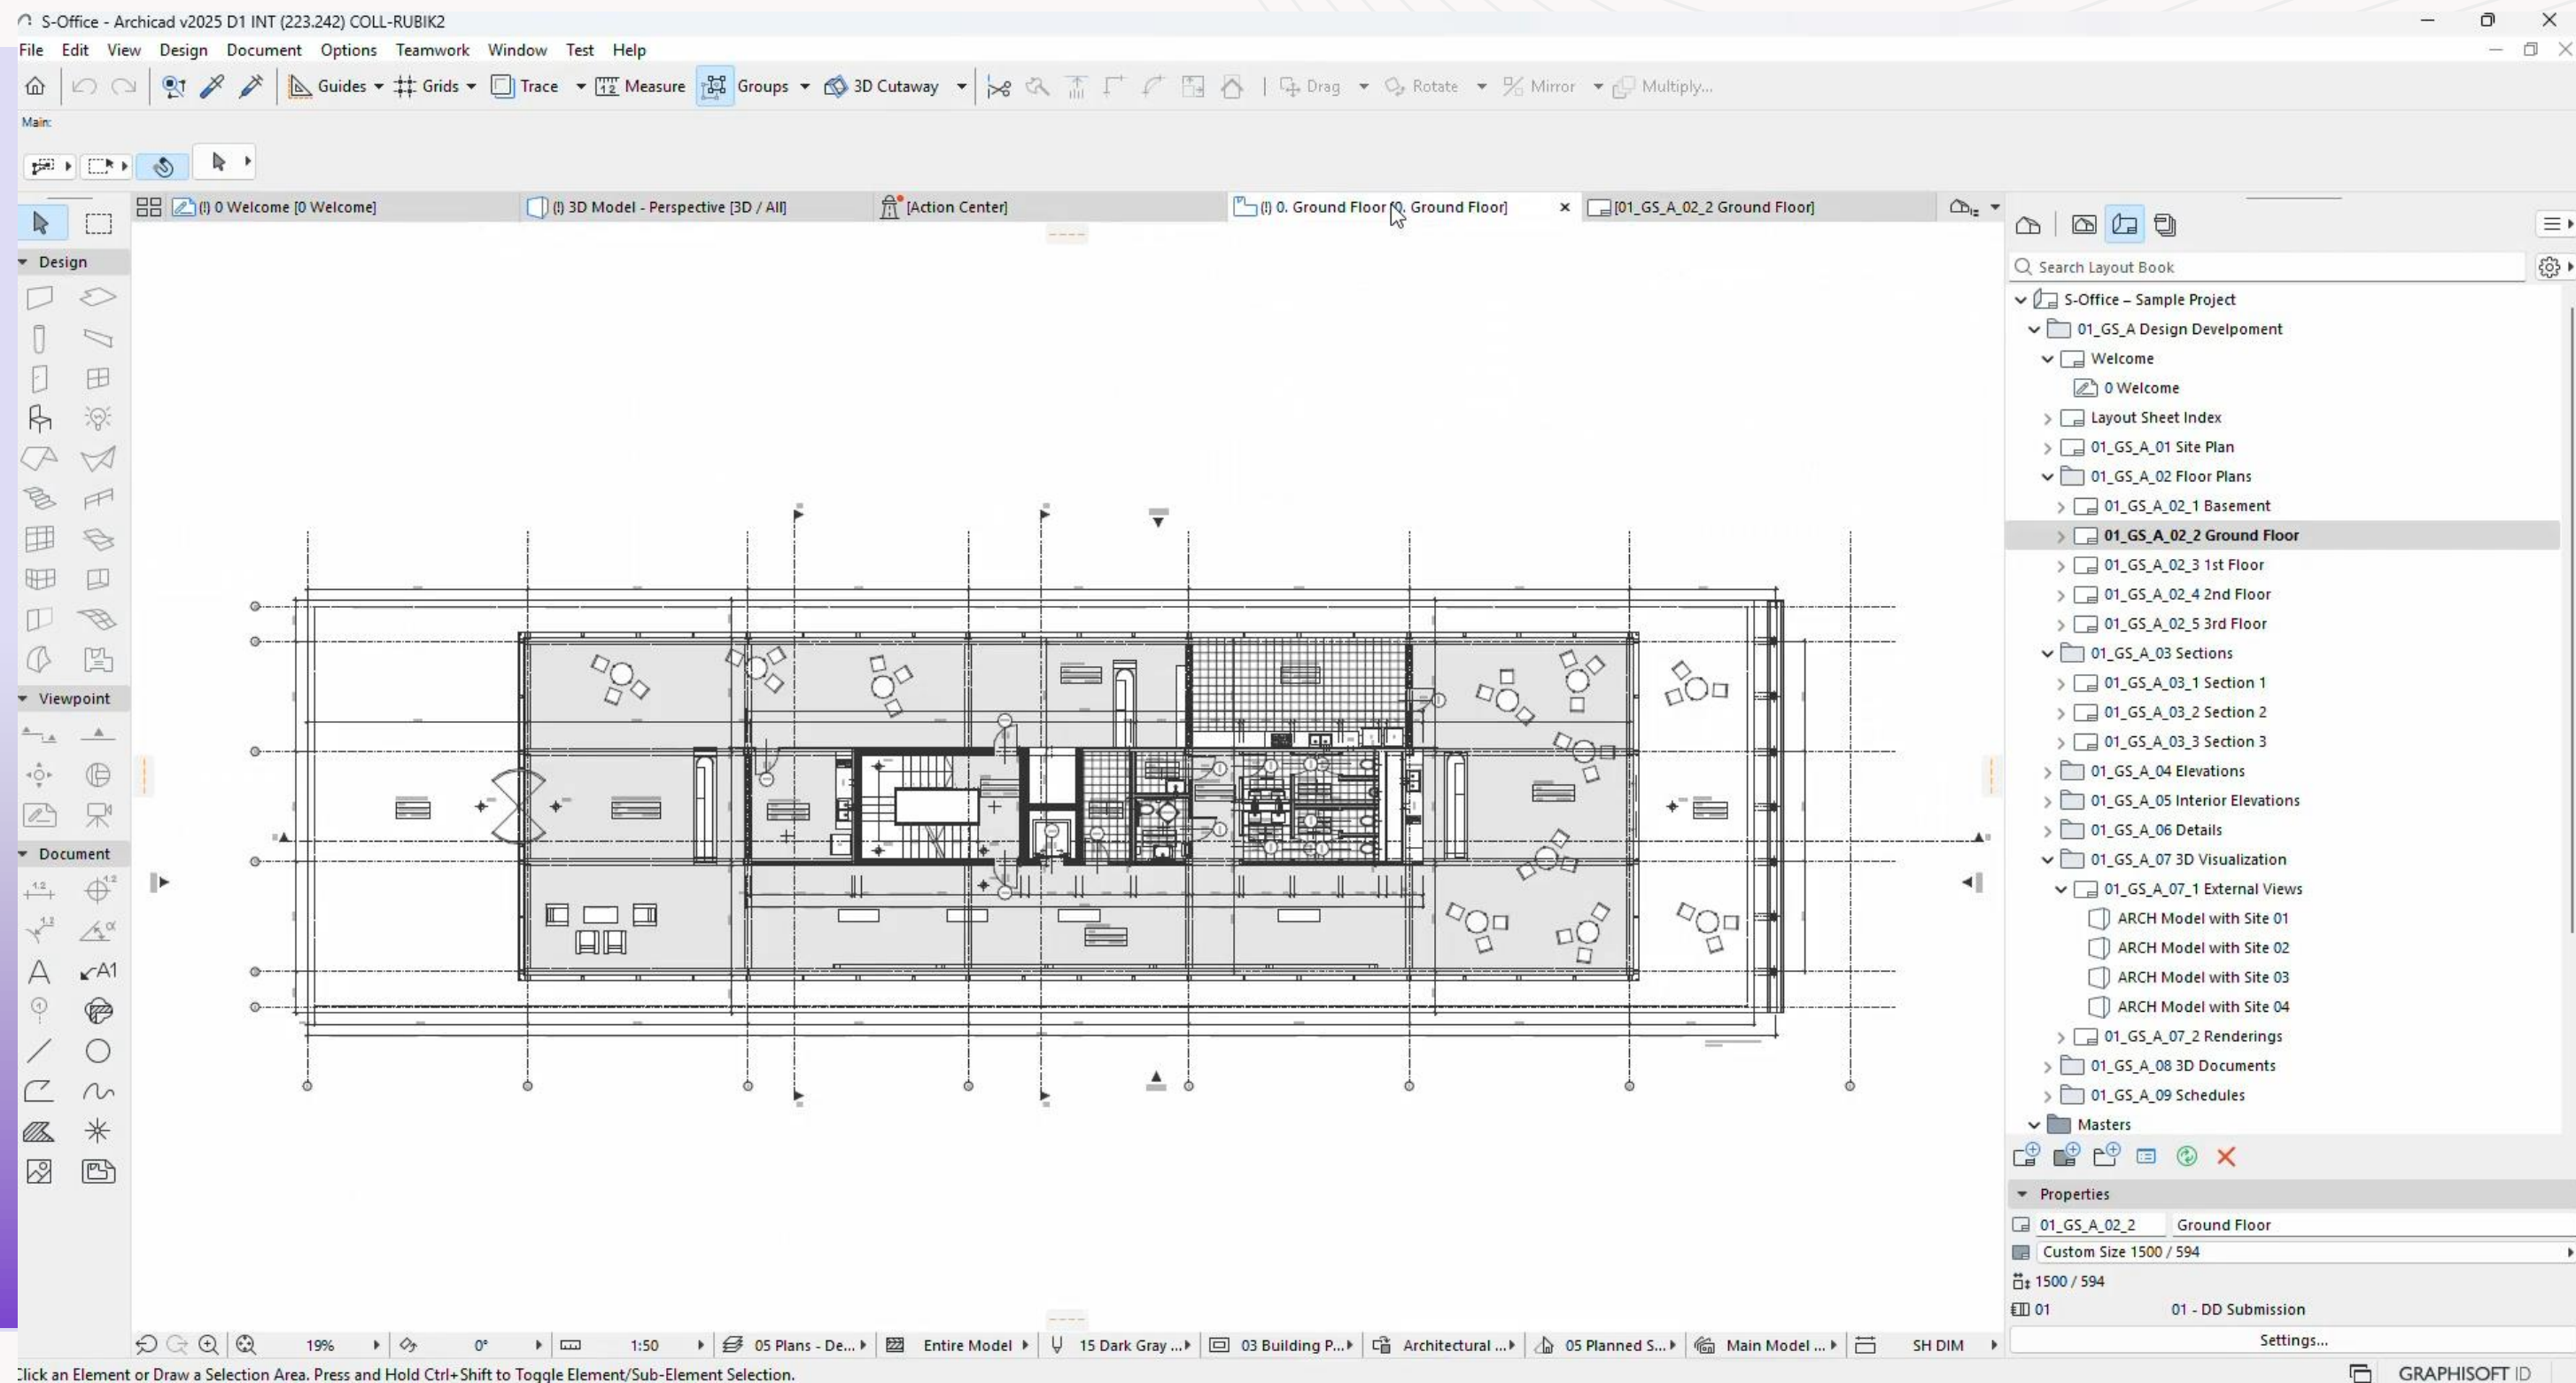 S-Office - Archicad v2025 D1 INT (223.242) COLL-RUBIK2
File Edit View Design Document Options Teamwork Window Test Help
Guides Grids Trace Measure Groups 3D Cutaway Drag Rotate Mirror Multiply...
Main:
(!) 0 Welcome [0 Welcome] (!) 3D Model - Perspective [3D / All] [Action Center] (!) 0. Ground Floor Ground Floor] [01_GS_A_02_2 Ground Floor]
Design
Viewpoint
Document
1.2
1.2
1.2
α
A
A1
1
Search Layout Book
S-Office – Sample Project
01_GS_A Design Develpoment
Welcome
0 Welcome
Layout Sheet Index
01_GS_A_01 Site Plan
01_GS_A_02 Floor Plans
01_GS_A_02_1 Basement
01_GS_A_02_2 Ground Floor
01_GS_A_02_3 1st Floor
01_GS_A_02_4 2nd Floor
01_GS_A_02_5 3rd Floor
01_GS_A_03 Sections
01_GS_A_03_1 Section 1
01_GS_A_03_2 Section 2
01_GS_A_03_3 Section 3
01_GS_A_04 Elevations
01_GS_A_05 Interior Elevations
01_GS_A_06 Details
01_GS_A_07 3D Visualization
01_GS_A_07_1 External Views
ARCH Model with Site 01
ARCH Model with Site 02
ARCH Model with Site 03
ARCH Model with Site 04
01_GS_A_07_2 Renderings
01_GS_A_08 3D Documents
01_GS_A_09 Schedules
Masters
Properties
01_GS_A_02_2 Ground Floor
Custom Size 1500 / 594
1500 / 594
01 01 - DD Submission
Settings...
19% 0° 1:50 05 Plans - De... Entire Model 15 Dark Gray ... 03 Building P... Architectural ... 05 Planned S... Main Model ... SH DIM
Click an Element or Draw a Selection Area. Press and Hold Ctrl+Shift to Toggle Element/Sub-Element Selection.
GRAPHISOFT ID